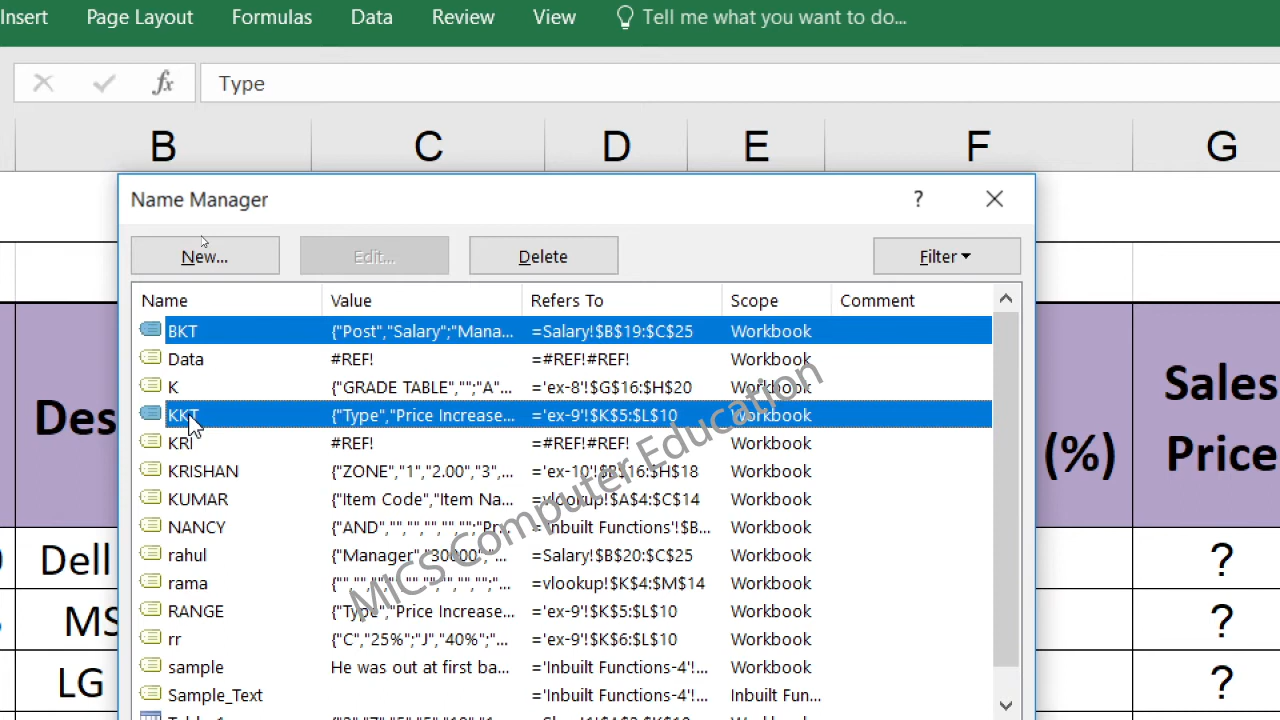 Insert Page Layout Formulas Data Review View Tell me what you want to do...
fx Type
B C D E F G
Name Manager ?
New... Edit... Delete Filter
Name Value Refers To Scope Comment
BKT {"Post","Salary";"Mana... =Salary!$B$19:$C$25 Workbook
Data #REF! =#REF!#REF! Workbook
K {"GRADE TABLE","";"A"... ='ex-8'!$G$16:$H$20 Workbook
KKT {"Type","Price Increase... ='ex-9'!$K$5:$L$10 Workbook
KRI #REF! =#REF!#REF! Workbook
KRISHAN {"ZONE","1","2.00","3",... ='ex-10'!$B$16:$H$18 Workbook
KUMAR {"Item Code","Item Na... =vlookup!$A$4:$C$14 Workbook
NANCY {"AND","","","","","";"Pr... ='Inbuilt Functions'!$B... Workbook
rahul {"Manager","30000";"... =Salary!$B$20:$C$25 Workbook
rama {"","","","","","","","";"... =vlookup!$K$4:$M$14 Workbook
RANGE {"Type","Price Increase... ='ex-9'!$K$5:$L$10 Workbook
rr {"C","25%";"J","40%";"... ='ex-9'!$K$6:$L$10 Workbook
sample He was out at first ba... ='Inbuilt Functions-4'!... Workbook
Sample_Text ='Inbuilt Functions-4'!... Inbuilt Fun...
Des
(%)
Sales
Price
Dell ?
MS ?
LG ?
MICS Computer Education